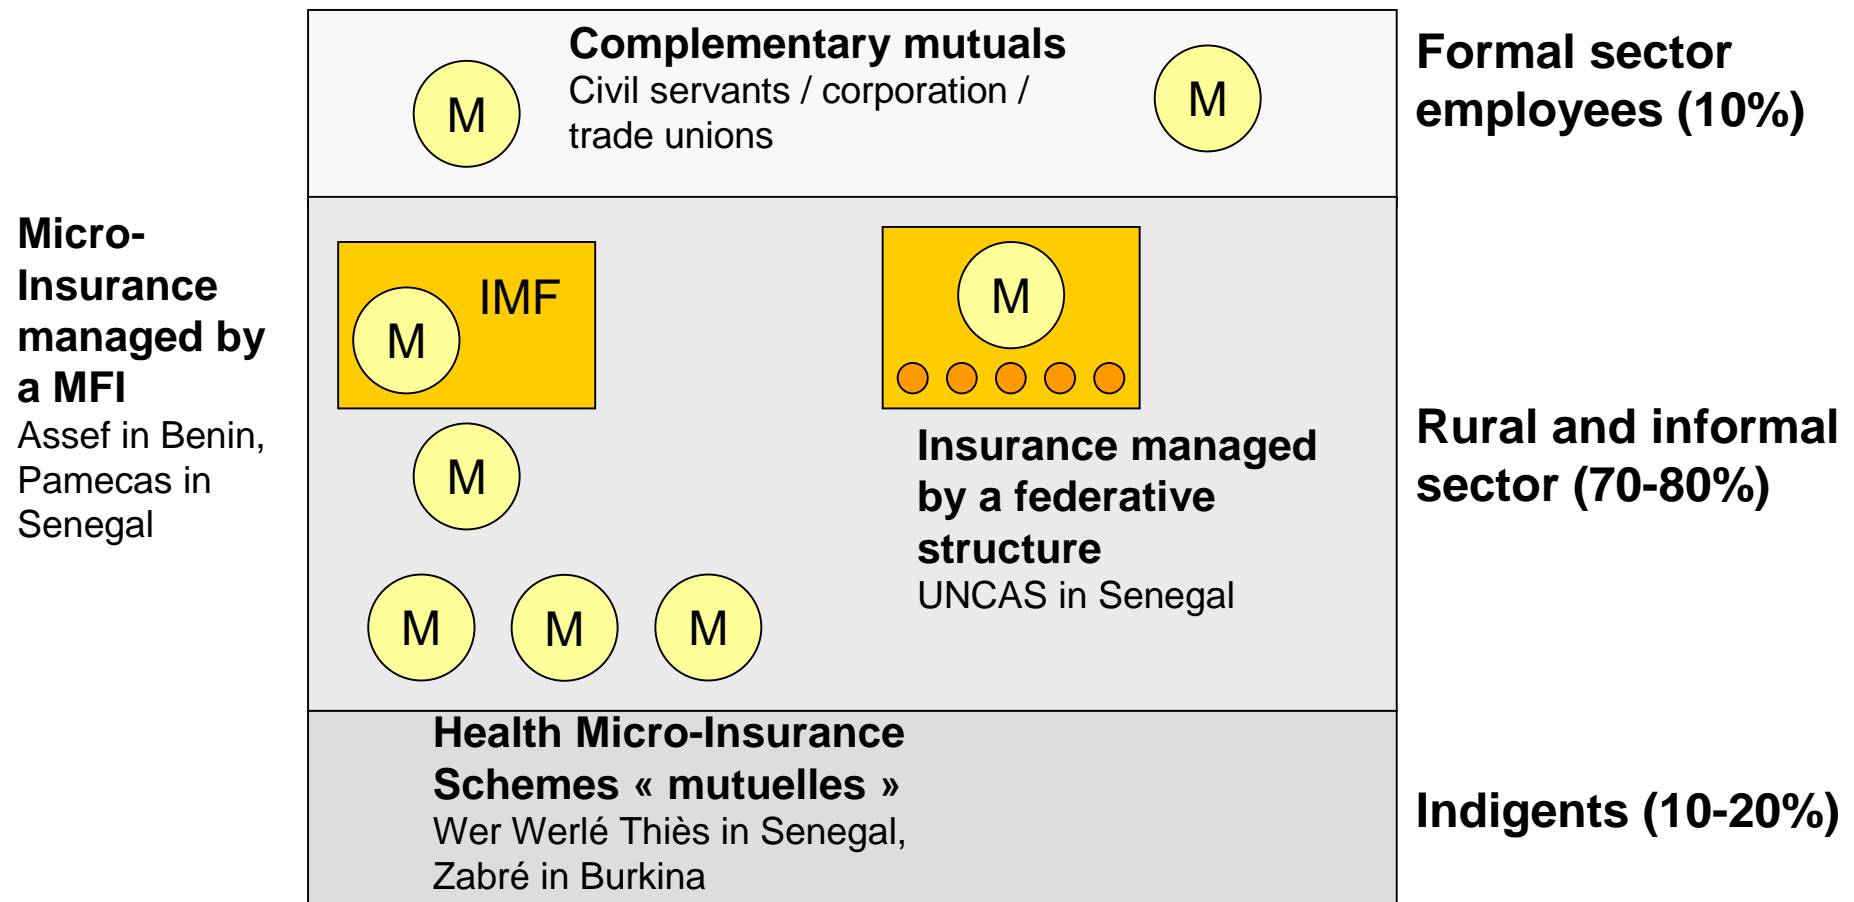 Complementary mutuals
Civil servants / corporation /
trade unions
M
M
Formal sector
employees (10%)
Micro-
Insurance
managed by
a MFI
Assef in Benin,
Pamecas in
Senegal
IMF
M
M
M
Insurance managed
by a federative
structure
UNCAS in Senegal
Rural and informal
sector (70-80%)
M
M
M
Health Micro-Insurance
Schemes « mutuelles »
Wer Werlé Thiès in Senegal,
Zabré in Burkina
Indigents (10-20%)